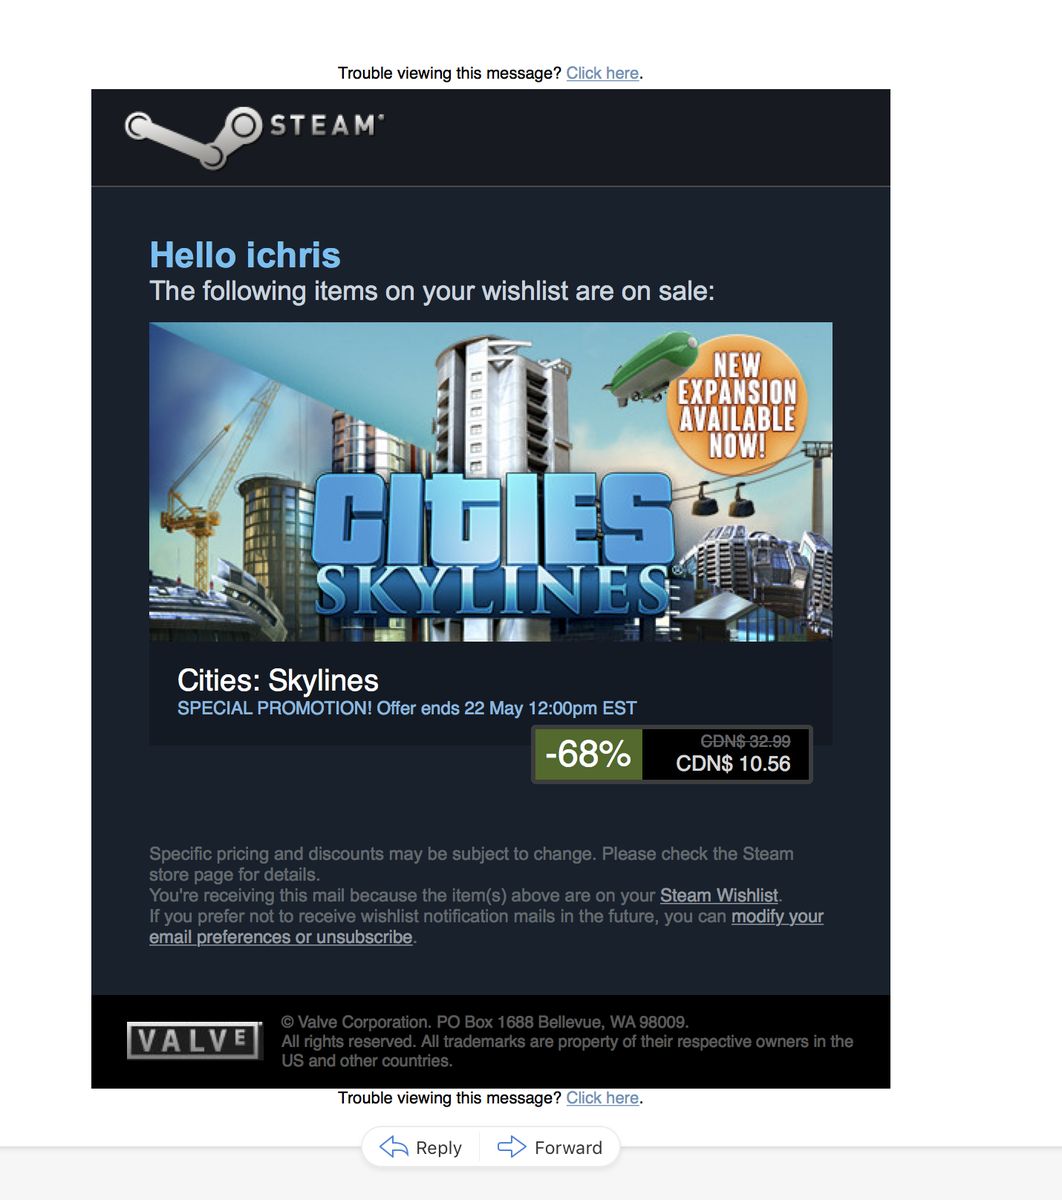 Trouble viewing this message? Click here.
STEAM®
Hello ichris
The following items on your wishlist are on sale:
NEW
EXPANSION
AVAILABLE
NOW!
CITIES
SKYLINES®
Cities: Skylines
SPECIAL PROMOTION! Offer ends 22 May 12:00pm EST
-68%
CDN$ 32.99
CDN$ 10.56
Specific pricing and discounts may be subject to change. Please check the Steam
store page for details.
You're receiving this mail because the item(s) above are on your Steam Wishlist.
If you prefer not to receive wishlist notification mails in the future, you can modify your
email preferences or unsubscribe.
VALVE
© Valve Corporation. PO Box 1688 Bellevue, WA 98009.
All rights reserved. All trademarks are property of their respective owners in the
US and other countries.
Trouble viewing this message? Click here.
Reply
Forward